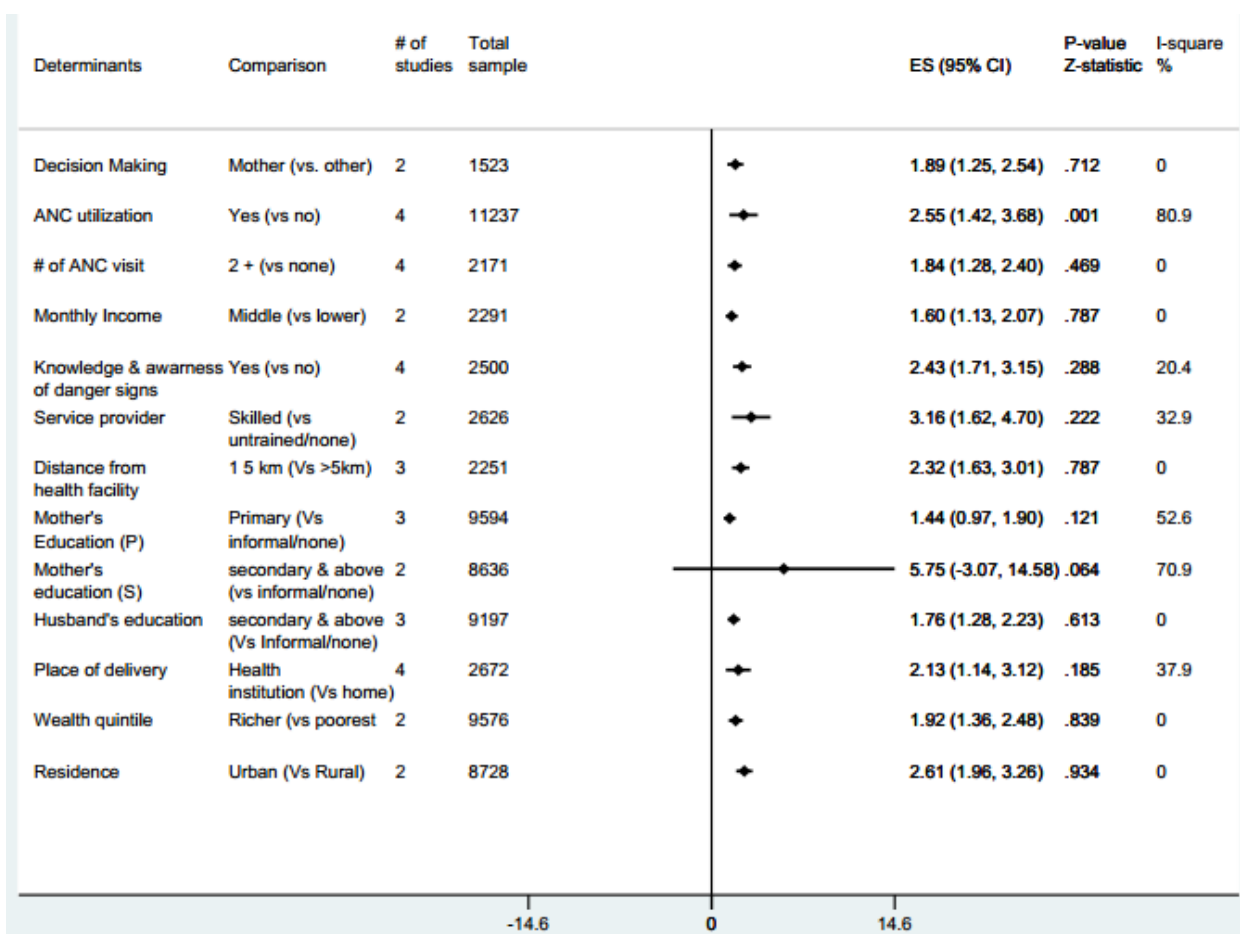 Determinants Comparison # of studies Total sample ES (95% CI) P-value Z-statistic I-square %
Decision Making Mother (vs. other) 2 1523 1.89 (1.25, 2.54) .712 0
ANC utilization Yes (vs no) 4 11237 2.55 (1.42, 3.68) .001 80.9
# of ANC visit 2 + (vs none) 4 2171 1.84 (1.28, 2.40) .469 0
Monthly Income Middle (vs lower) 2 2291 1.60 (1.13, 2.07) .787 0
Knowledge & awarness Yes (vs no) 4 2500 2.43 (1.71, 3.15) .288 20.4
of danger signs
Service provider Skilled (vs 2 2626 3.16 (1.62, 4.70) .222 32.9
untrained/none)
Distance from 1 5 km (Vs >5km) 3 2251 2.32 (1.63, 3.01) .787 0
health facility
Mother's Primary (Vs 3 9594 1.44 (0.97, 1.90) .121 52.6
Education (P) informal/none)
Mother's secondary & above 2 8636 5.75 (-3.07, 14.58) .064 70.9
education (S) (vs informal/none)
Husband's education secondary & above 3 9197 1.76 (1.28, 2.23) .613 0
(Vs Informal/none)
Place of delivery Health 4 2672 2.13 (1.14, 3.12) .185 37.9
institution (Vs home)
Wealth quintile Richer (vs poorest 2 9576 1.92 (1.36, 2.48) .839 0
Residence Urban (Vs Rural) 2 8728 2.61 (1.96, 3.26) .934 0
-14.6 0 14.6